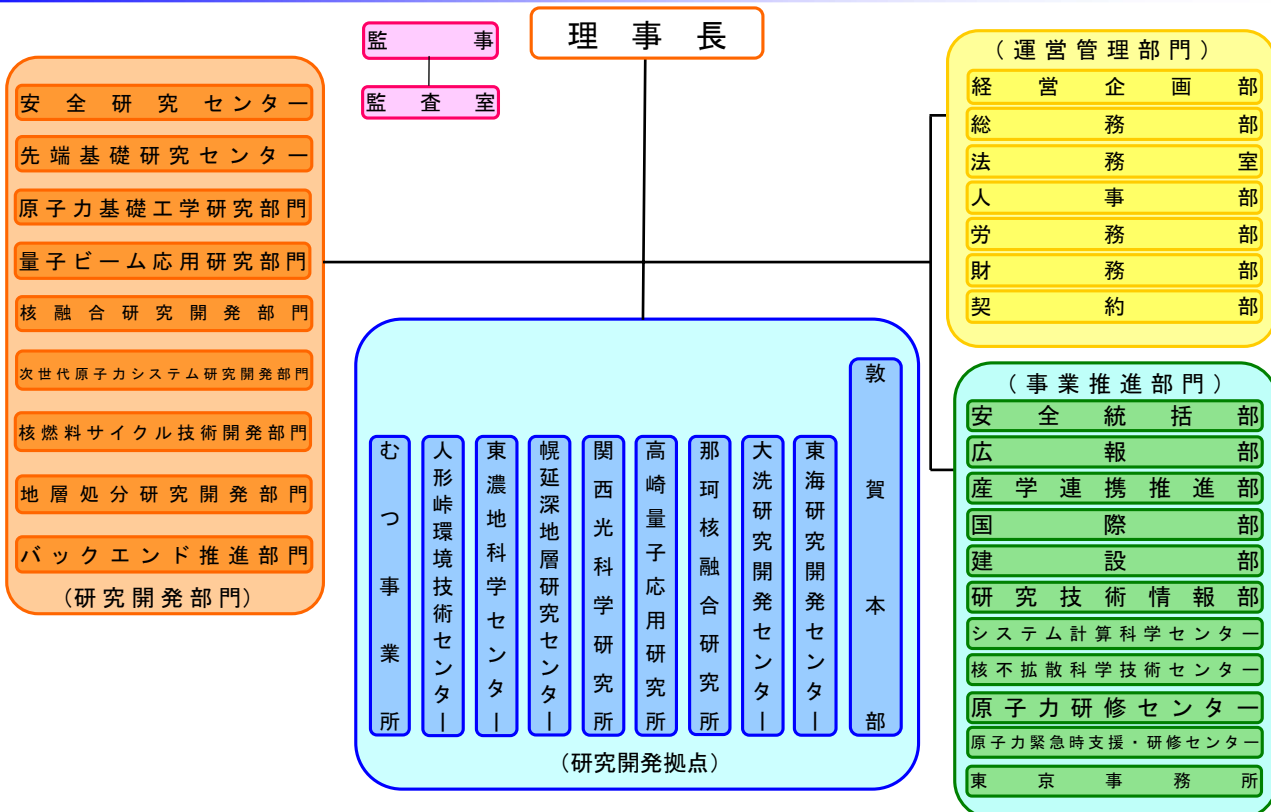 理事長
監事
監査室
安全研究センター
先端基礎研究センター
原子力基礎工学研究部門
量子ビーム応用研究部門
核融合研究開発部門
次世代原子力システム研究開発部門
核燃料サイクル技術開発部門
地層処分研究開発部門
バックエンド推進部門
(研究開発部門)
(運営管理部門)
経営企画部
総務部
法務室
人事部
労務部
財務部
契約部
(事業推進部門)
安全統括部
広報部
産学連携推進部
国際部
建設部
研究技術情報部
システム計算科学センター
核不拡散科学技術センター
原子力研修センター
原子力緊急時支援・研修センター
東京事務所
敦賀本部
東海研究開発センター
大洗研究開発センター
那珂核融合研究所
高崎量子応用研究所
関西光科学研究所
幌延深地層研究センター
東濃地科学センター
人形峠環境技術センター
むつ事業所
(研究開発拠点)